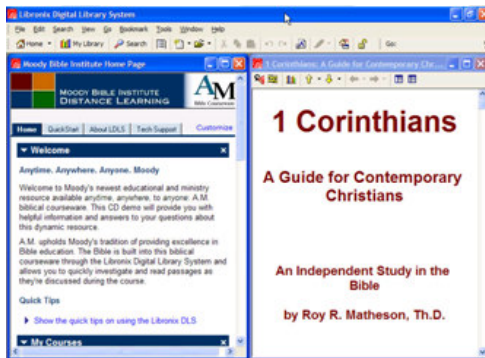 Libronix Digital Library System
File Edit Search View Go Bookmark Tools Window Help
Home My Library Search Go:
Moody Bible Institute Home Page
MOODY BIBLE INSTITUTE
DISTANCE LEARNING
AM
Bible Courseware
Home QuickStart About LDLS Tech Support Customize
Welcome
Anytime. Anywhere. Anyone. Moody
Welcome to Moody's newest educational and ministry
resource available anytime, anywhere, to anyone: A.M.
biblical courseware. This CD demo will provide you with
helpful information and answers to your questions about
this dynamic resource.
A.M. upholds Moody's tradition of providing excellence in
Bible education. The Bible is built into this biblical
courseware through the Libronix Digital Library System and
allows you to quickly investigate and read passages as
they're discussed during the course.
Quick Tips
Show the quick tips on using the Libronix DLS
My Courses
1 Corinthians: A Guide for Contemporary Chr...
1 Corinthians
A Guide for Contemporary
Christians
An Independent Study in the
Bible
by Roy R. Matheson, Th.D.